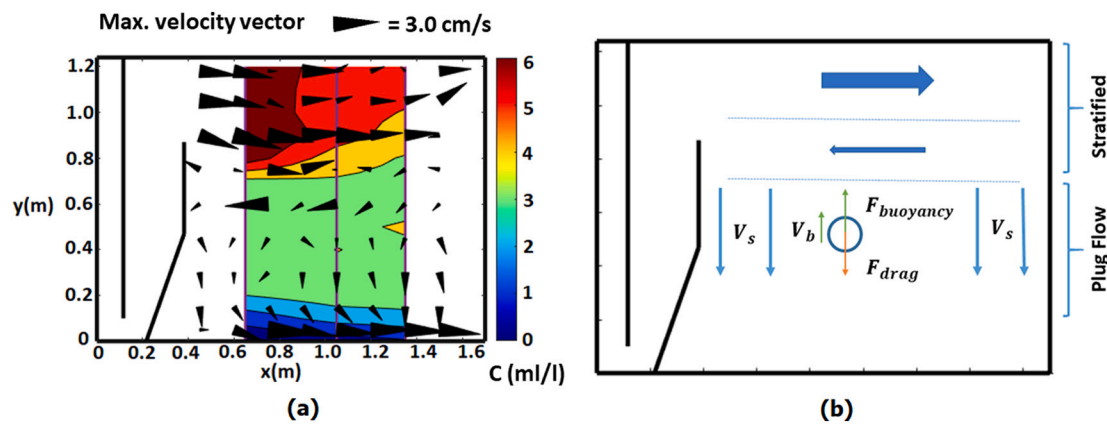 Max. velocity vector = 3.0 cm/s
1.2
1.0
0.8
y(m) 0.6
0.4
0.2
0
0 0.2 0.4 0.6 0.8 1.0 1.2 1.4 1.6
x(m)
6
5
4
3
2
1
0
C (ml/l)
(a)
Stratified
Plug Flow
V_s
V_b
F_buoyancy
F_drag
V_s
(b)